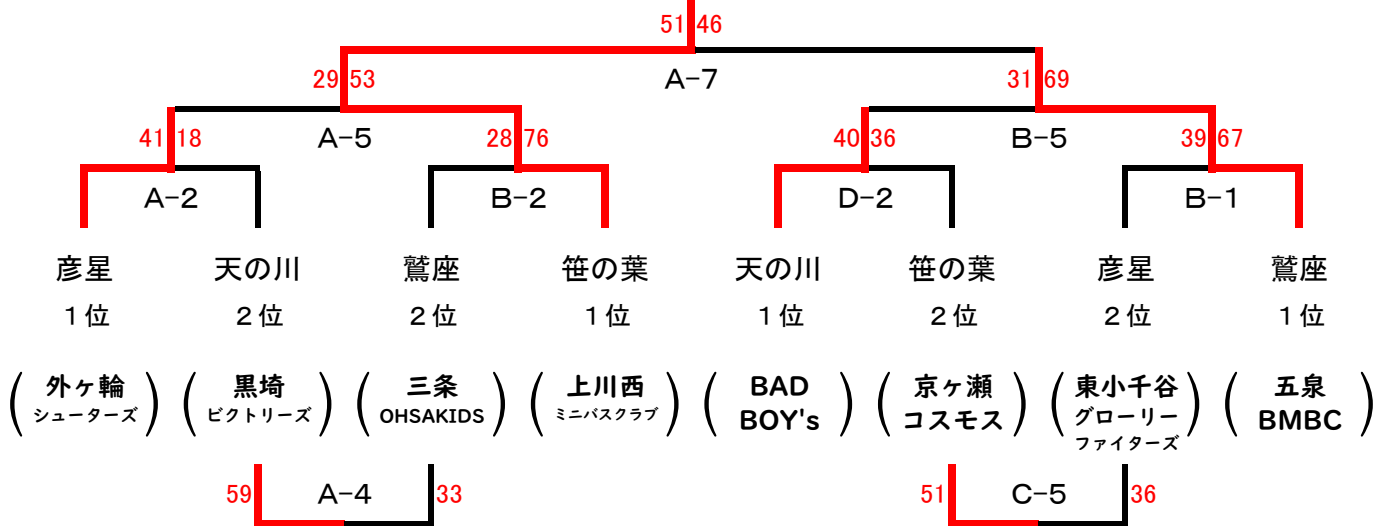 51 46
A-7
29 53
31 69
A-5
B-5
41 18
28 76
40 36
39 67
A-2
B-2
D-2
B-1
彦星 天の川 鷲座 笹の葉 天の川 笹の葉 彦星 鷲座
1位 2位 2位 1位 1位 2位 2位 1位
(外ヶ輪
シューターズ)
(黒埼
ビクトリーズ)
(三条
OHSAKIDS)
(上川西
ミニバスクラブ)
(BAD
BOY's)
(京ヶ瀬
コスモス)
(東小千谷
グローリー
ファイターズ)
(五泉
BMBC)
59 A-4 33
51 C-5 36